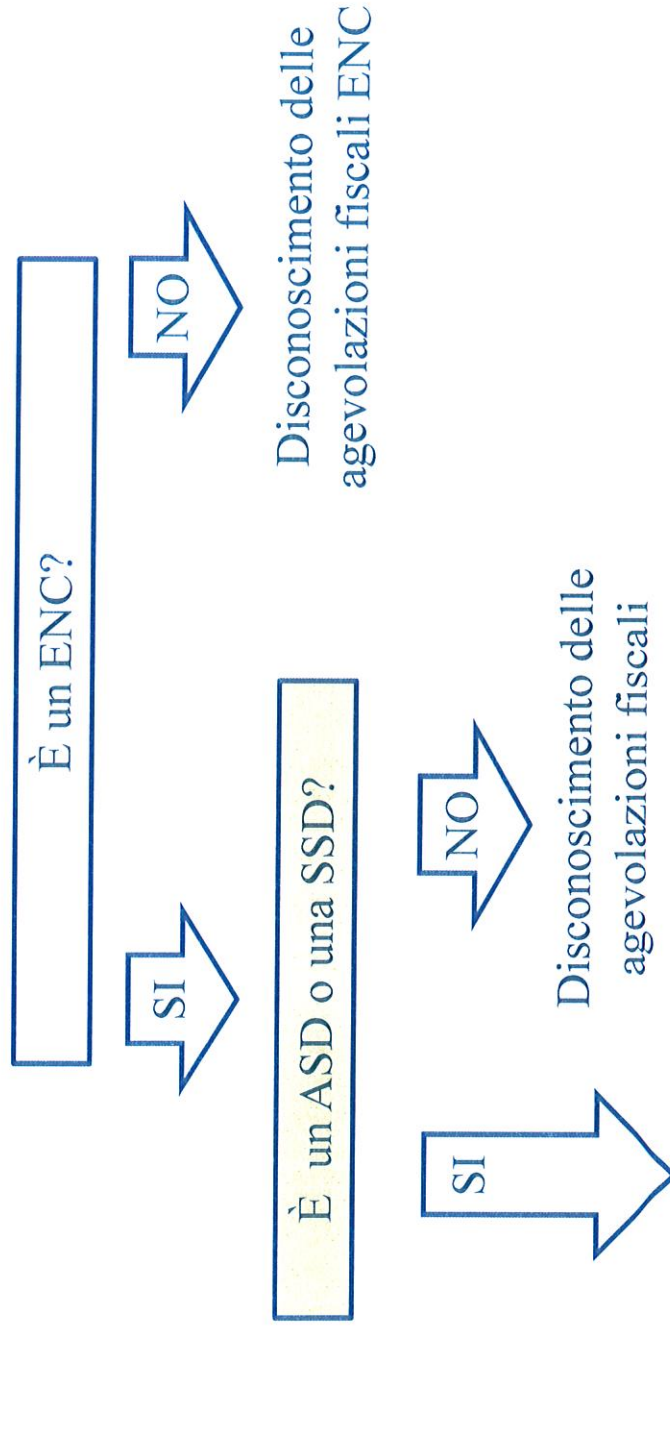 È un ENC?
SI
NO
Disconoscimento delle
agevolazioni fiscali ENC
È un ASD o una SSD?
SI
NO
Disconoscimento delle
agevolazioni fiscali